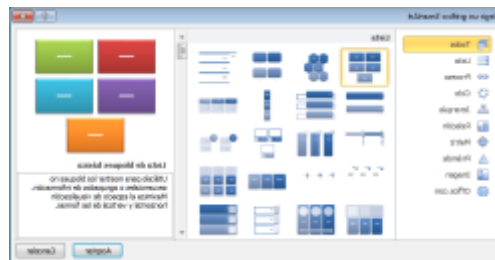 un gráfico SmartArt
Todos
Lista
Proceso
Ciclo
Jerarquía
Relación
Matriz
Pirámide
Imagen
Office.com
Lista
Lista de bloques básica
Utilícelo para mostrar los bloques no
secuenciales o agrupados de información.
Maximiza el espacio de visualización
horizontal y vertical de las formas.
Aceptar
Cancelar